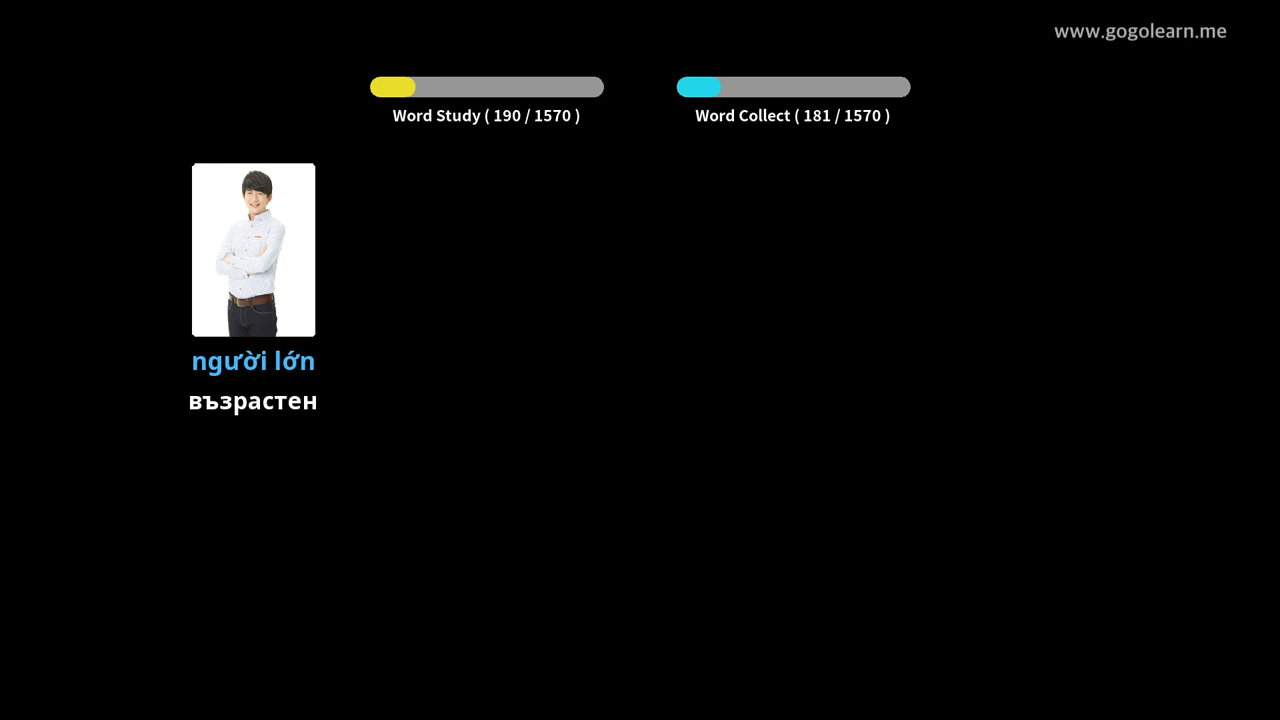 www.gogolearn.me
Word Study ( 190 / 1570 )
Word Collect ( 181 / 1570 )
người lớn
възрастен